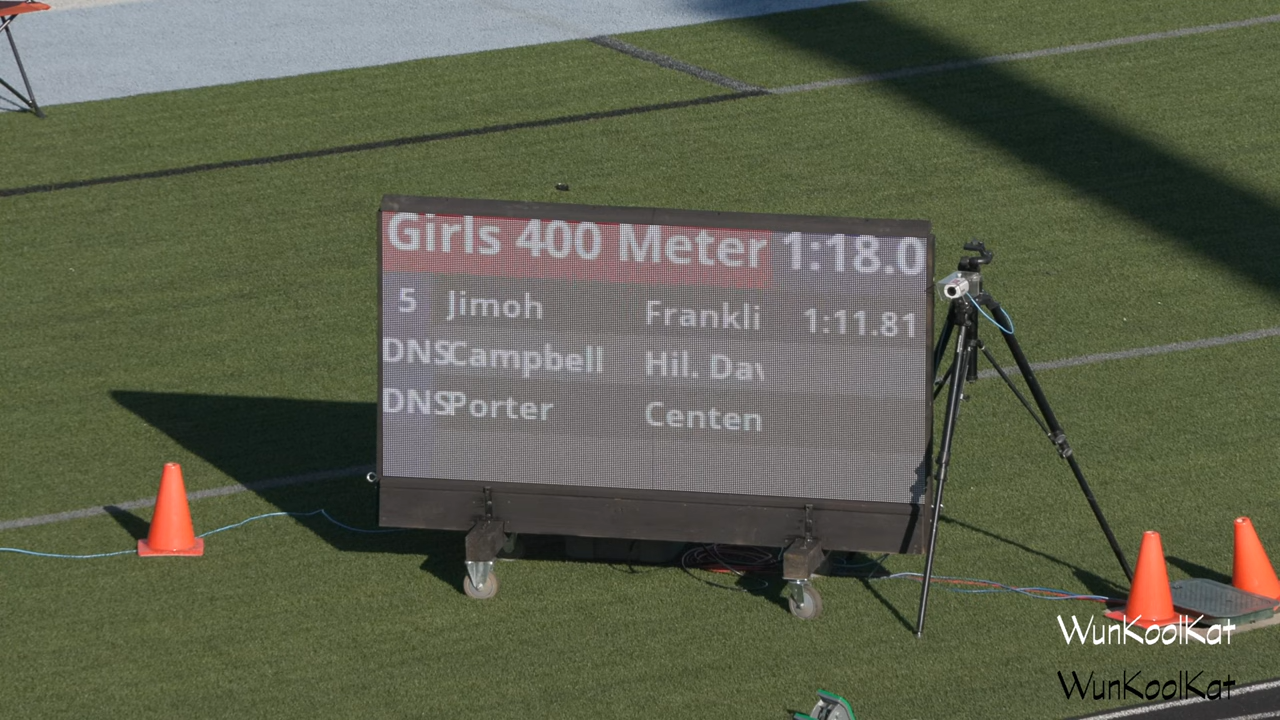 Girls 400 Meter 1:18.0
5 Jimoh Frankli 1:11.81
DNS Campbell Hil. Dav
DNS Porter Centen
WunKoolKat
WunKoolKat